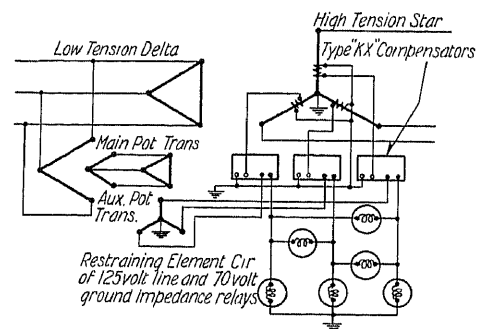 High Tension Star
Low Tension Delta
Type "KX" Compensators
Main Pot Trans
Aux. Pot
Trans.
Restraining Element Cir
of 125 volt line and 70 volt
ground Impedance relays